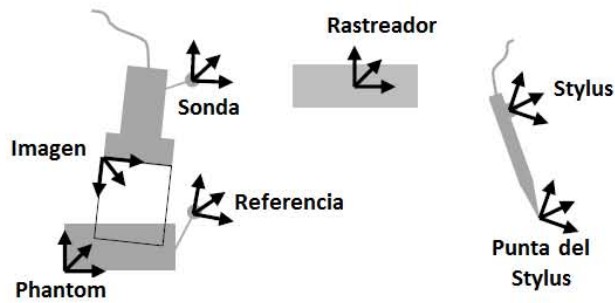 Rastreador
Sonda
Stylus
Imagen
Referencia
Phantom
Punta del
Stylus